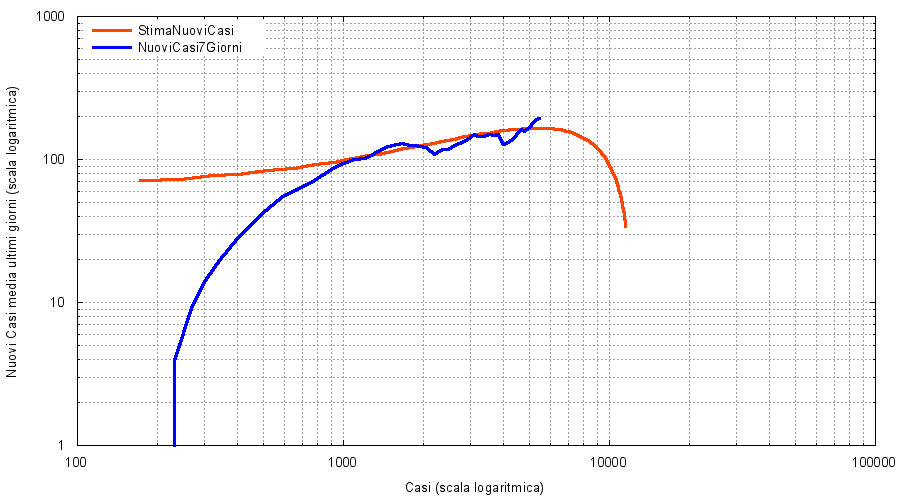 1000
StimaNuoviCasi
NuoviCasi7Giorni
100
10
1
100
1000
10000
100000
Nuovi Casi media ultimi giorni (scala logaritmica)
Casi (scala logaritmica)